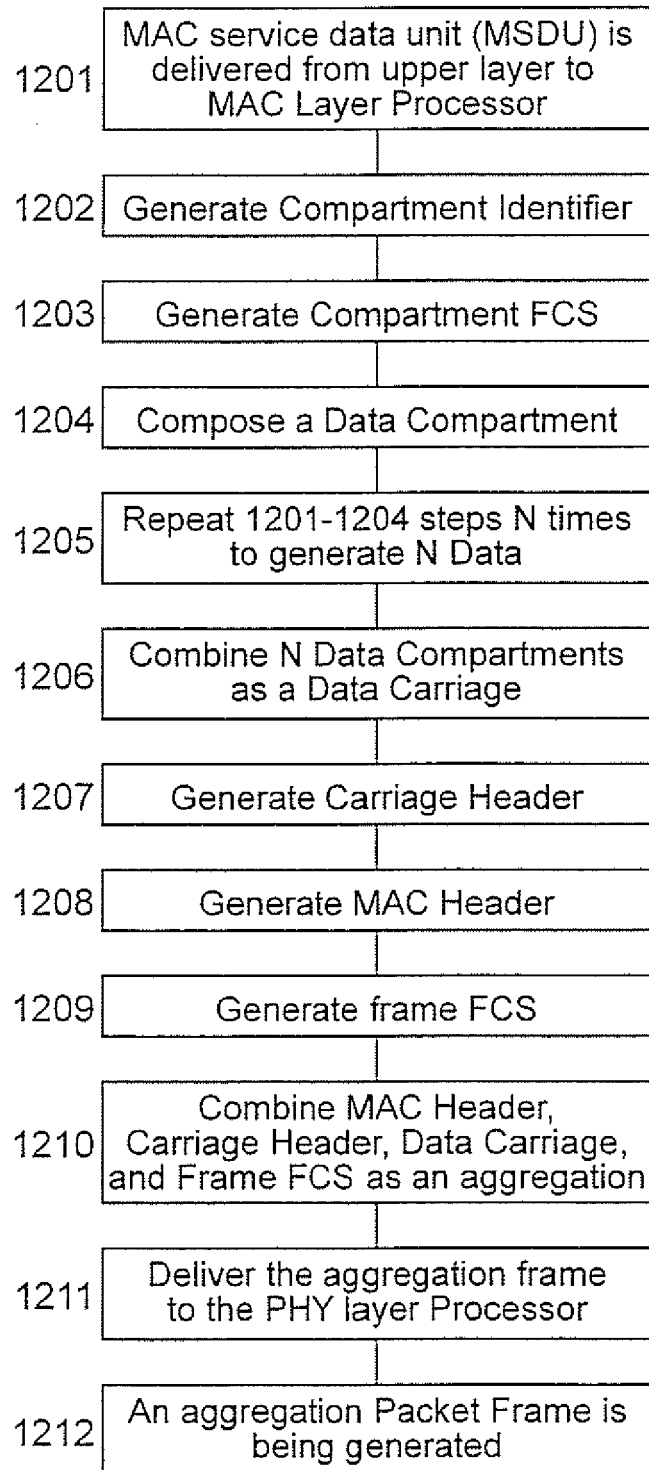 MAC service data unit (MSDU) is
1201 delivered from upper layer to
MAC Layer Processor
1202 Generate Compartment Identifier
1203 Generate Compartment FCS
1204 Compose a Data Compartment
Repeat 1201-1204 steps N times
1205 to generate N Data
Combine N Data Compartments
1206 as a Data Carriage
1207 Generate Carriage Header
1208 Generate MAC Header
1209 Generate frame FCS
Combine MAC Header,
1210 Carriage Header, Data Carriage,
and Frame FCS as an aggregation
Deliver the aggregation frame
1211 to the PHY layer Processor
An aggregation Packet Frame is
1212 being generated